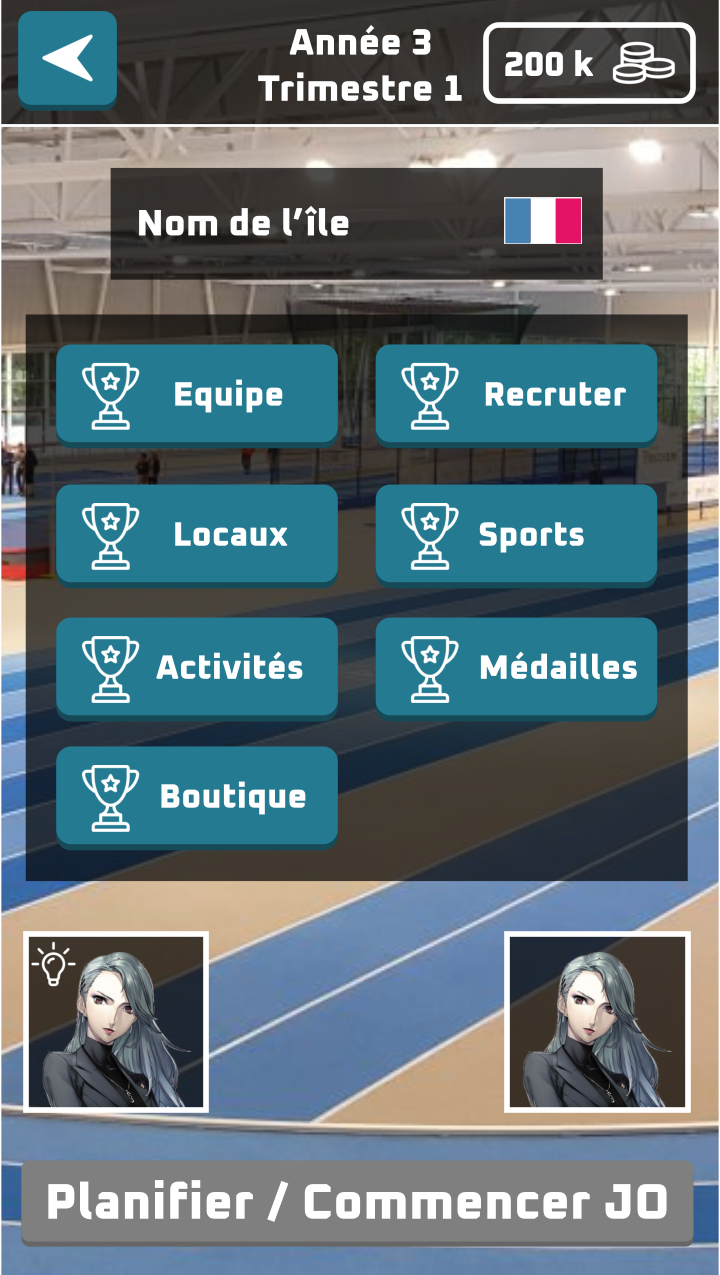 Année 3
Trimestre 1
200 k
Nom de l’île
Equipe
Recruter
Locaux
Sports
Activités
Médailles
Boutique
Planifier / Commencer JO